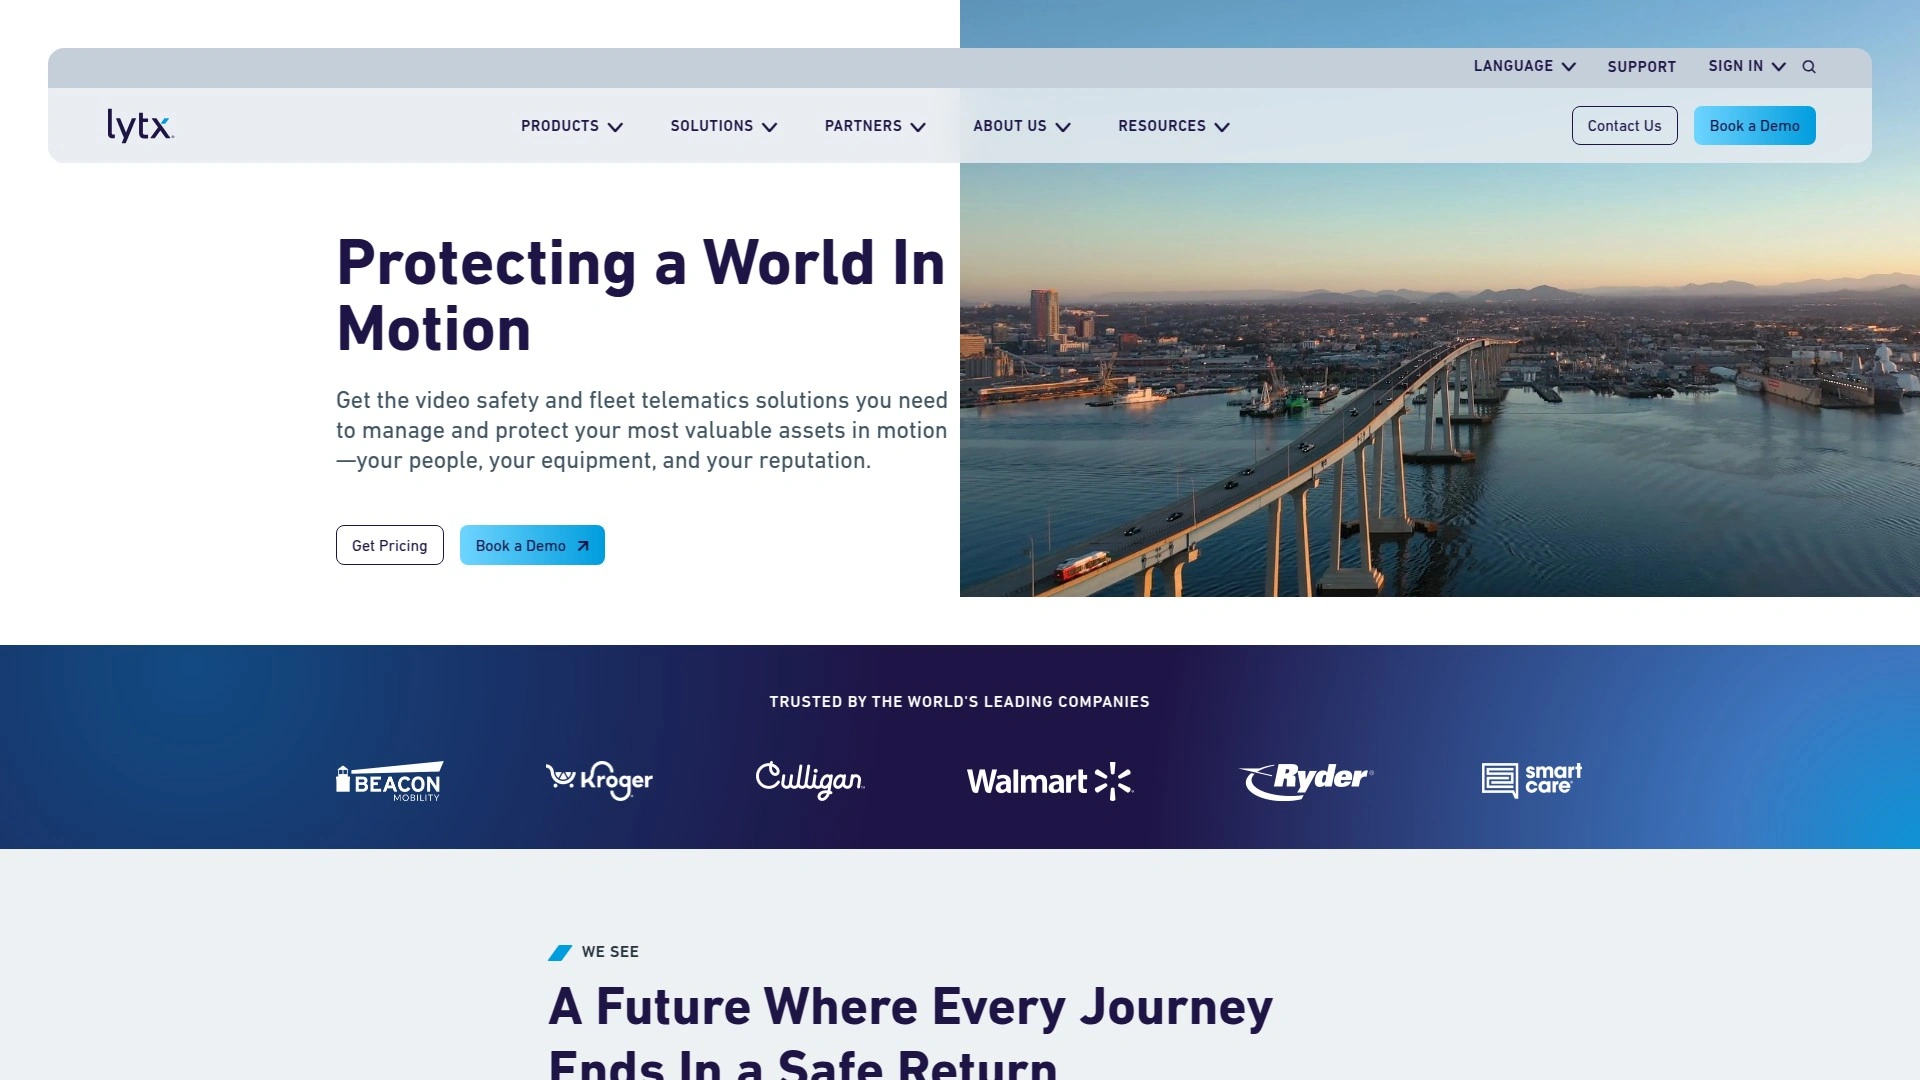 LANGUAGE
SUPPORT
SIGN IN
lytx
PRODUCTS
SOLUTIONS
PARTNERS
ABOUT US
RESOURCES
Contact Us
Book a Demo
Protecting a World In
Motion
Get the video safety and fleet telematics solutions you need
to manage and protect your most valuable assets in motion
—your people, your equipment, and your reputation.
Get Pricing
Book a Demo
TRUSTED BY THE WORLD'S LEADING COMPANIES
BEACON
MOBILITY
Kroger
Culligan
Walmart
Ryder
smart
care
WE SEE
A Future Where Every Journey
Ends In a Safe Return